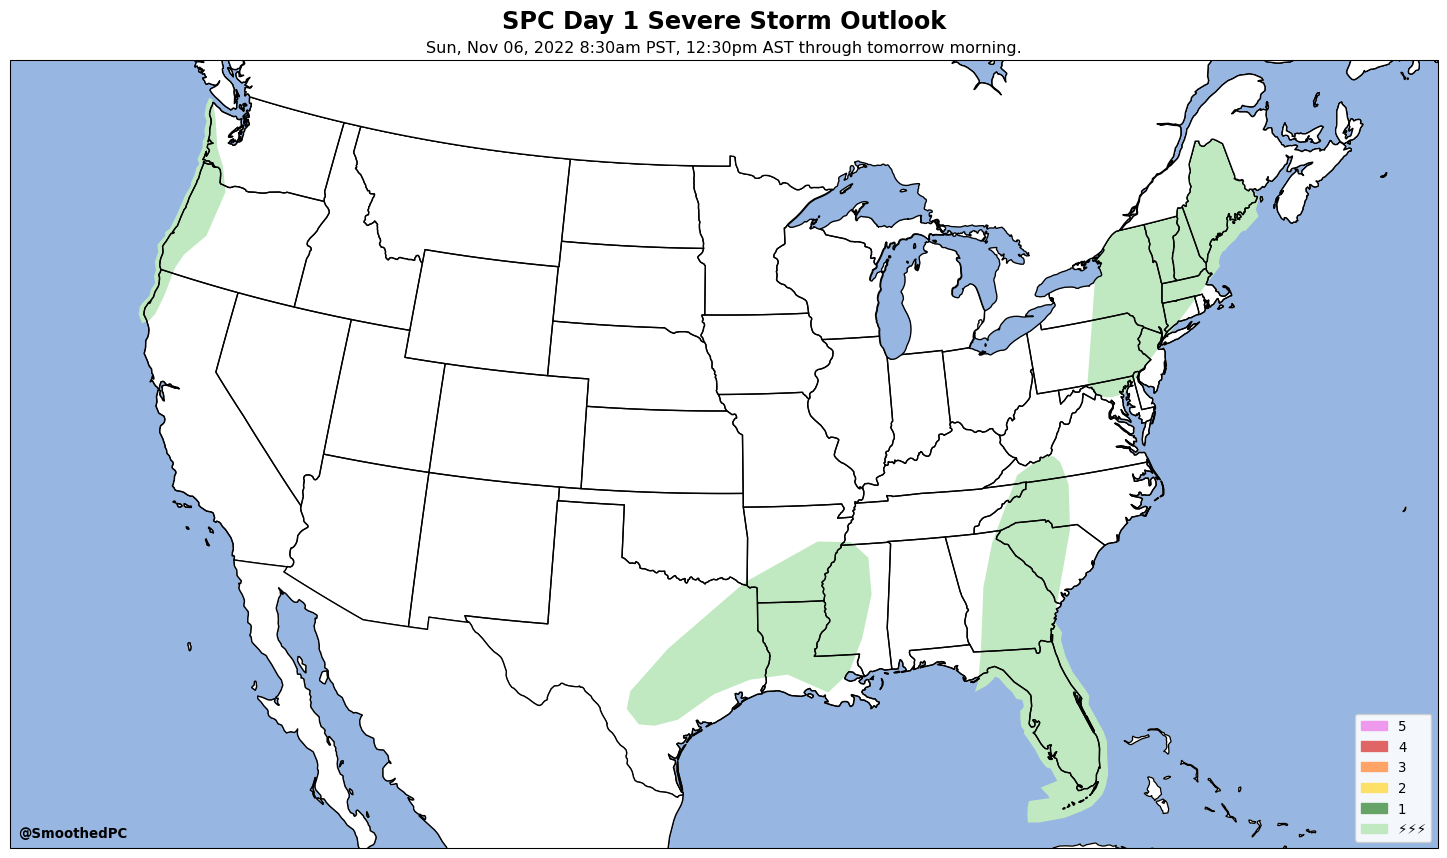 SPC Day 1 Severe Storm Outlook
Sun, Nov 06, 2022 8:30am PST, 12:30pm AST through tomorrow morning.
5
4
3
2
1
⚡⚡⚡
@SmoothedPC